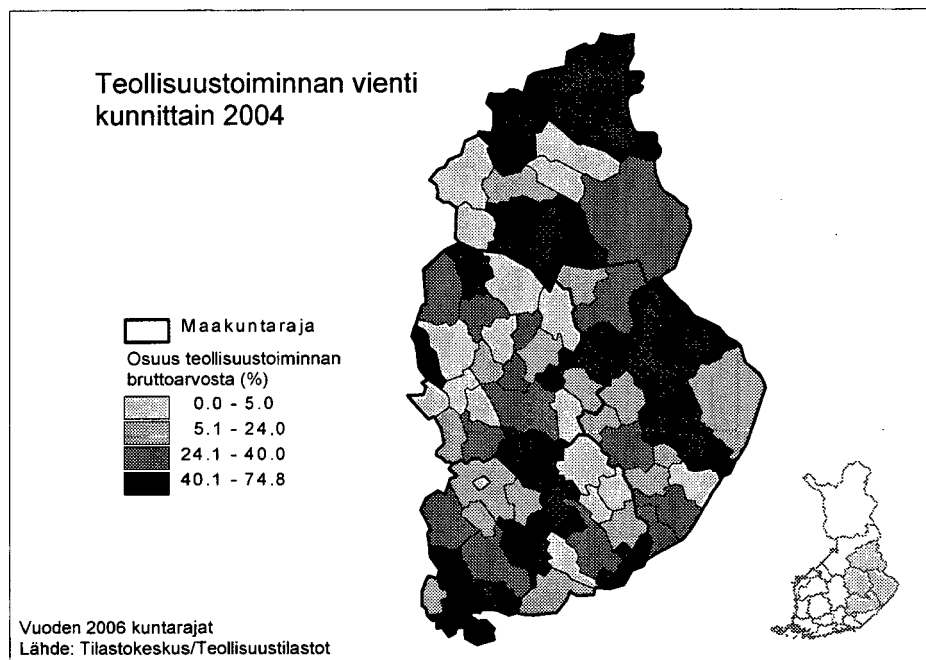 Teollisuustoiminnan vienti
kunnittain 2004
Maakuntaraja
Osuus teollisuustoiminnan
bruttoarvosta (%)
0.0 - 5.0
5.1 - 24.0
24.1 - 40.0
40.1 - 74.8
Vuoden 2006 kuntarajat
Lähde: Tilastokeskus/Teollisuustilastot